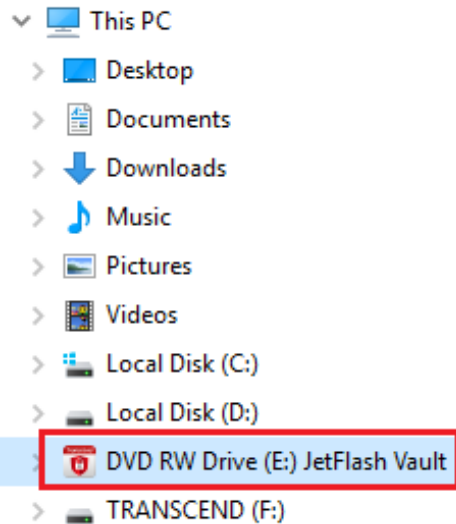 This PC
Desktop
Documents
Downloads
Music
Pictures
Videos
Local Disk (C:)
Local Disk (D:)
DVD RW Drive (E:) JetFlash Vault
TRANSCEND (F:)